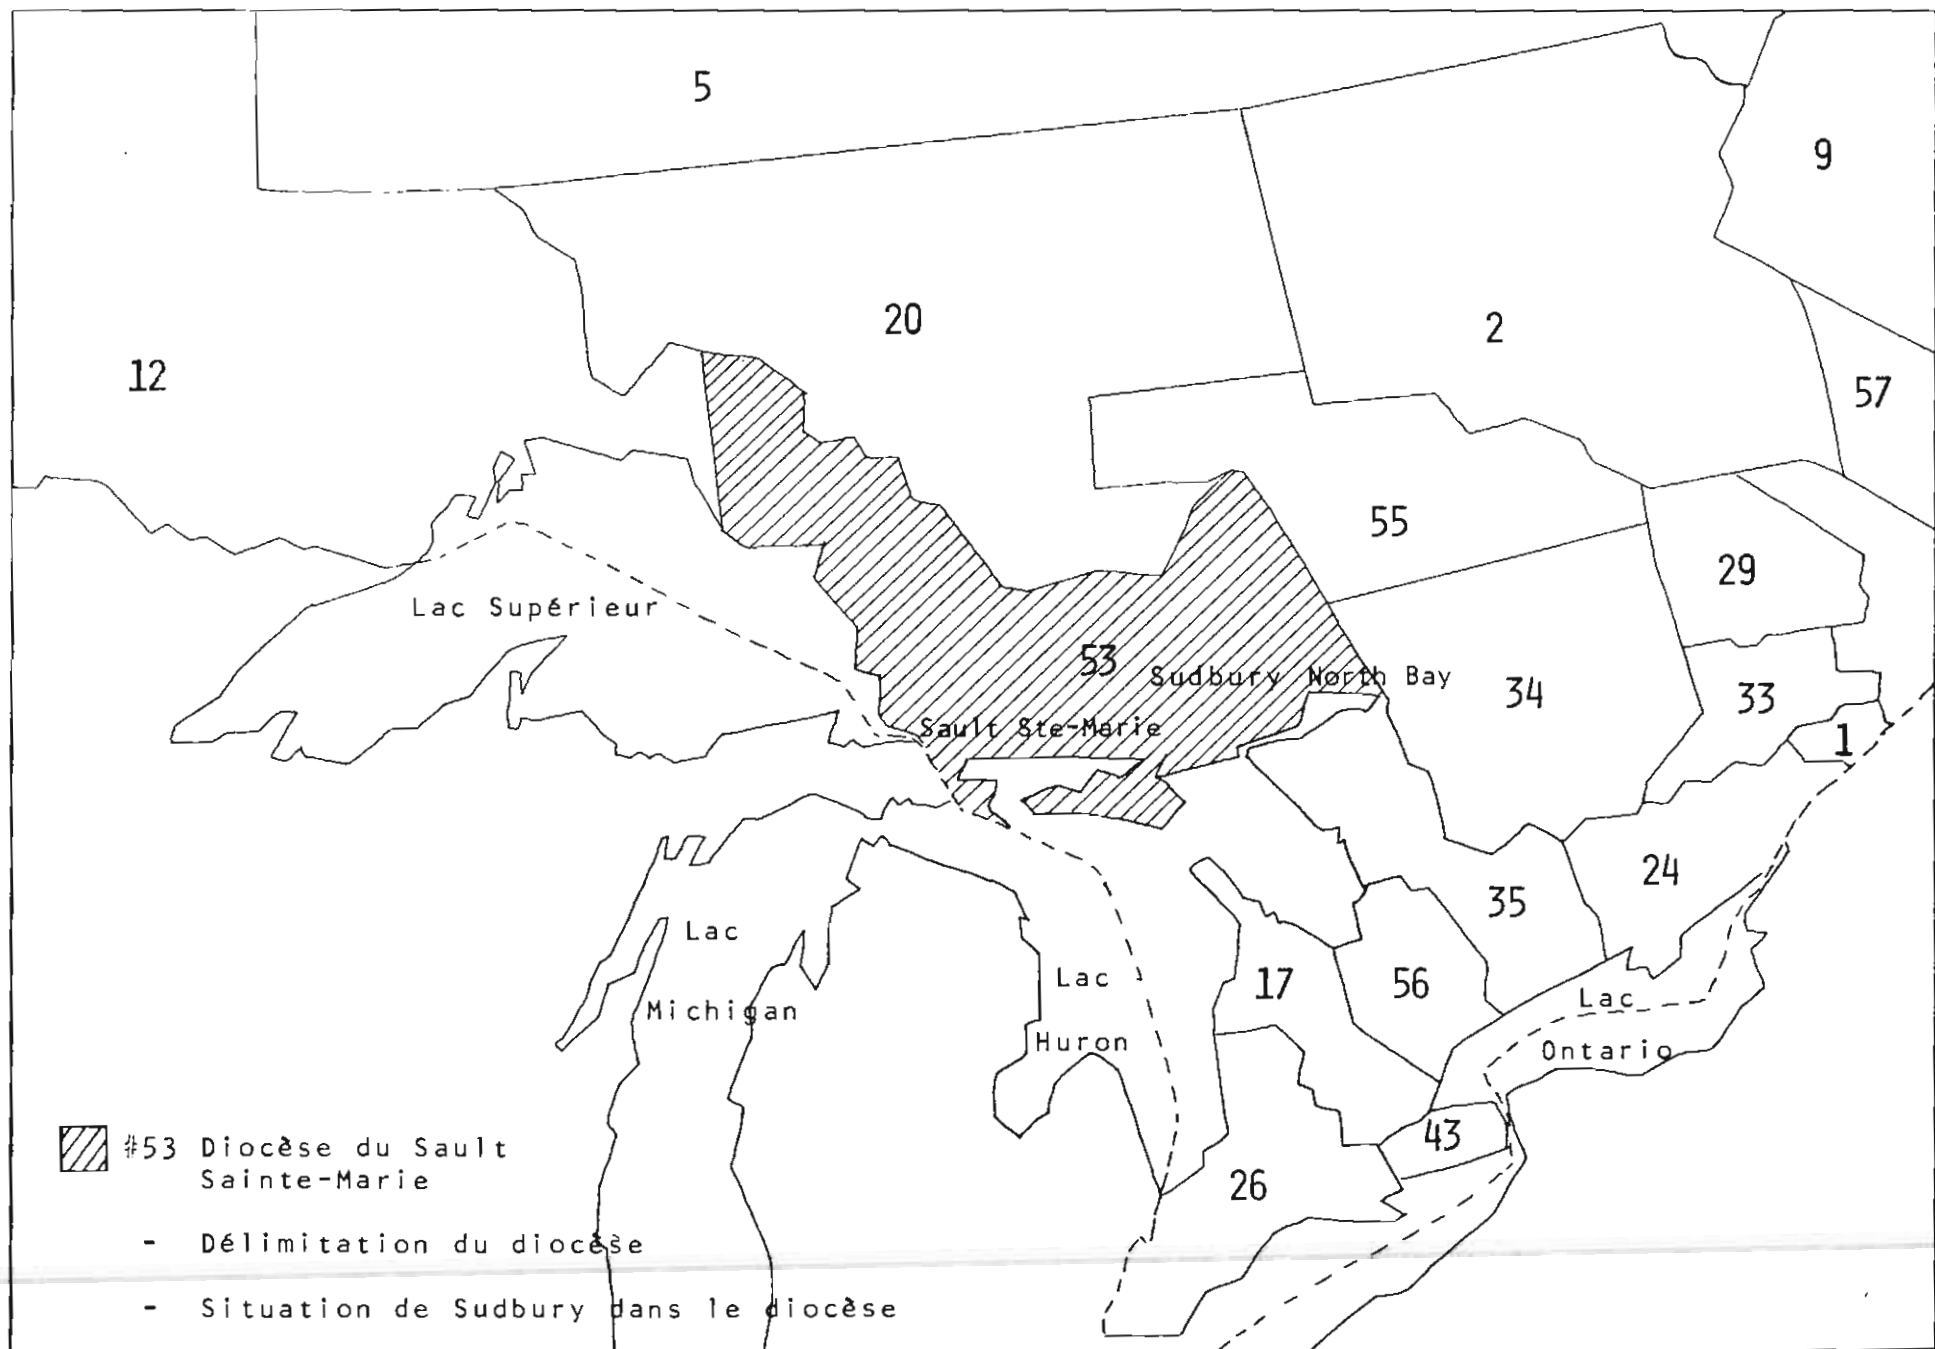 5
9
20
2
12
57
55
29
Lac Supérieur
53
Sudbury North Bay
34
33
Sault Ste-Marie
1
24
35
Lac
Michigan
Lac
Huron
17
56
Lac
Ontario
43
26
#53 Diocèse du Sault
Sainte-Marie
- Délimitation du diocèse
- Situation de Sudbury dans le diocèse